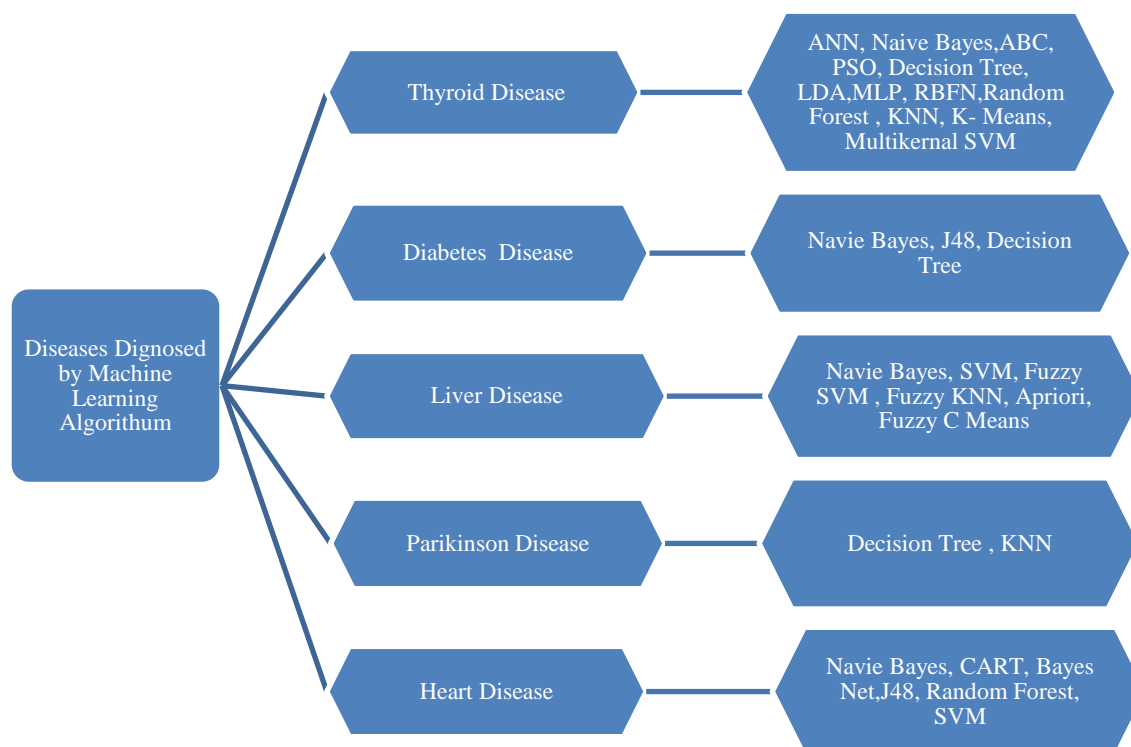 Diseases Dignosed
by Machine
Learning
Algorithum
Thyroid Disease
ANN, Naive Bayes,ABC,
PSO, Decision Tree,
LDA,MLP, RBFN,Random
Forest , KNN, K- Means,
Multikernal SVM
Diabetes  Disease
Navie Bayes, J48, Decision
Tree
Liver Disease
Navie Bayes, SVM, Fuzzy
SVM , Fuzzy KNN, Apriori,
Fuzzy C Means
Parikinson Disease
Decision Tree , KNN
Heart Disease
Navie Bayes, CART, Bayes
Net,J48, Random Forest,
SVM